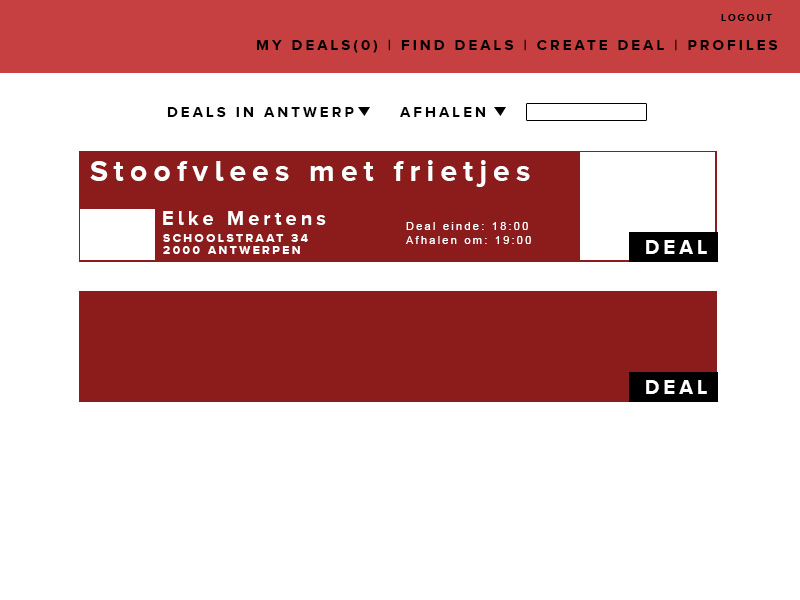 LOGOUT
MY DEALS(0) | FIND DEALS | CREATE DEAL | PROFILES
DEALS IN ANTWERP AFHALEN
Stoofvlees met frietjes
Elke Mertens
SCHOOLSTRAAT 34
2000 ANTWERPEN
Deal einde: 18:00
Afhalen om: 19:00
DEAL
DEAL